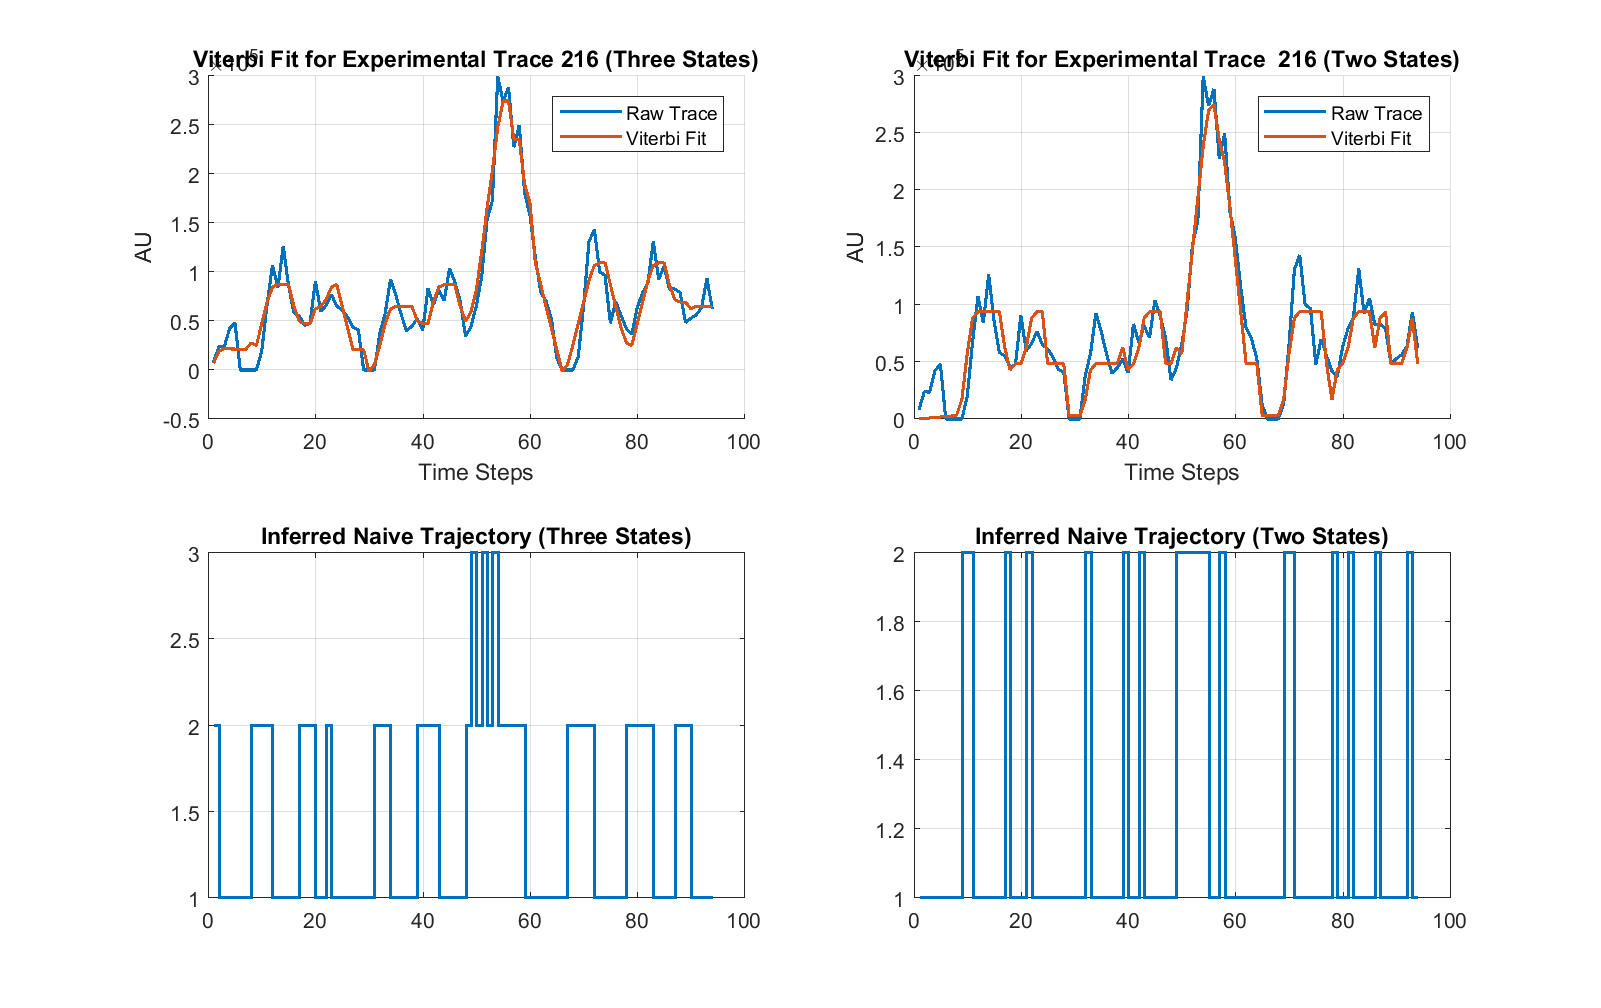 Viterbi Fit for Experimental Trace 216 (Three States)
3
2.5
2
1.5
1
0.5
0
-0.5
AU
Raw Trace
Viterbi Fit
0 20 40 60 80 100
Time Steps
Viterbi Fit for Experimental Trace 216 (Two States)
3
2.5
2
1.5
1
0.5
0
AU
Raw Trace
Viterbi Fit
0 20 40 60 80 100
Time Steps
Inferred Naive Trajectory (Three States)
3
2.5
2
1.5
1
0 20 40 60 80 100
Inferred Naive Trajectory (Two States)
2
1.8
1.6
1.4
1.2
1
0 20 40 60 80 100